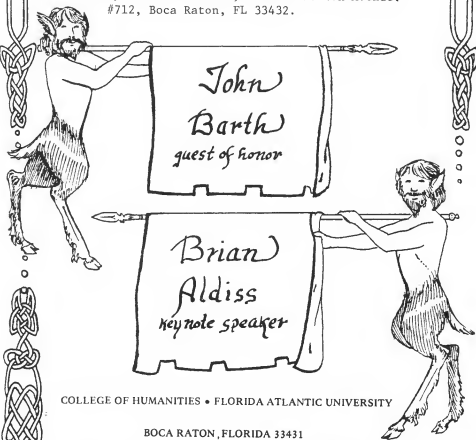 #712, Boca Raton, FL 33432.
John
Barth
guest of honor
Brian
Aldiss
keynote speaker
COLLEGE OF HUMANITIES • FLORIDA ATLANTIC UNIVERSITY
BOCA RATON, FLORIDA 33431